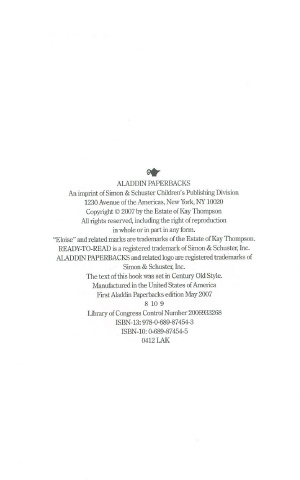 ALADDIN PAPERBACKS
An imprint of Simon & Schuster Children's Publishing Division
1230 Avenue of the Americas, New York, NY 10020
Copyright © 2007 by the Estate of Kay Thompson
All rights reserved, including the right of reproduction
in whole or in part in any form.
"Eloise" and related marks are trademarks of the Estate of Kay Thompson.
READY-TO-READ is a registered trademark of Simon & Schuster, Inc.
ALADDIN PAPERBACKS and related logo are registered trademarks of
Simon & Schuster, Inc.
The text of this book was set in Century Old Style.
Manufactured in the United States of America
First Aladdin Paperbacks edition May 2007
8 10 9
Library of Congress Control Number 2006933268
ISBN-13: 978-0-689-87454-3
ISBN-10: 0-689-87454-5
0412 LAK